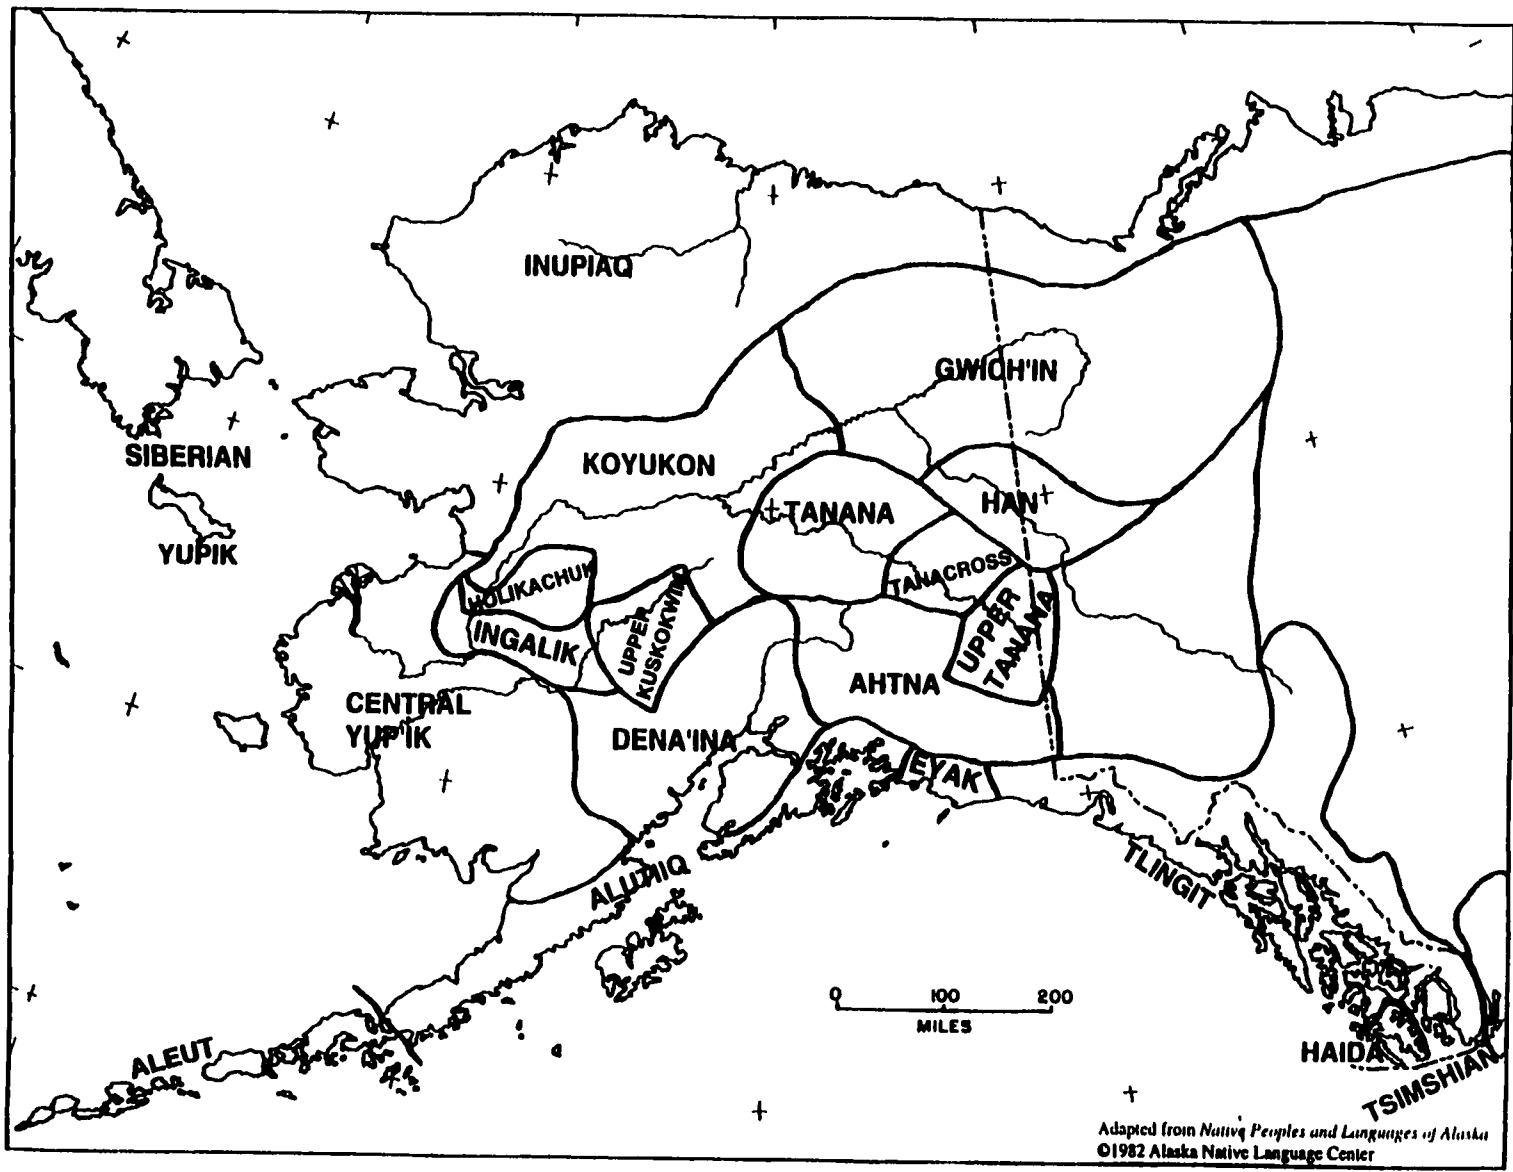 INUPIAQ
GWICH'IN
SIBERIAN
YUPIK
KOYUKON
TANANA
HAN
HOLIKACHUK
TANACROSS
INGALIK
UPPER
KUSKOKWIM
UPPER
TANANA
CENTRAL
YUP'IK
AHTNA
DENA'INA
EYAK
ALUTIIQ
TLINGIT
ALEUT
HAIDA
TSIMSHIAN
0 100 200
MILES
Adapted from Native Peoples and Languages of Alaska
©1982 Alaska Native Language Center